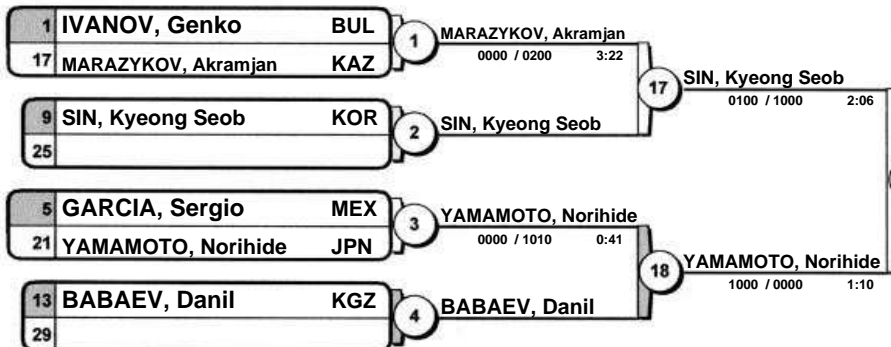 1 IVANOV, Genko BUL
17 MARAZYKOV, Akramjan KAZ
1
MARAZYKOV, Akramjan
0000 / 0200 3:22
9 SIN, Kyeong Seob KOR
25
2
SIN, Kyeong Seob
17
SIN, Kyeong Seob
0100 / 1000 2:06
5 GARCIA, Sergio MEX
21 YAMAMOTO, Norihide JPN
3
YAMAMOTO, Norihide
0000 / 1010 0:41
13 BABAEV, Danil KGZ
29
4
BABAEV, Danil
18
YAMAMOTO, Norihide
1000 / 0000 1:10